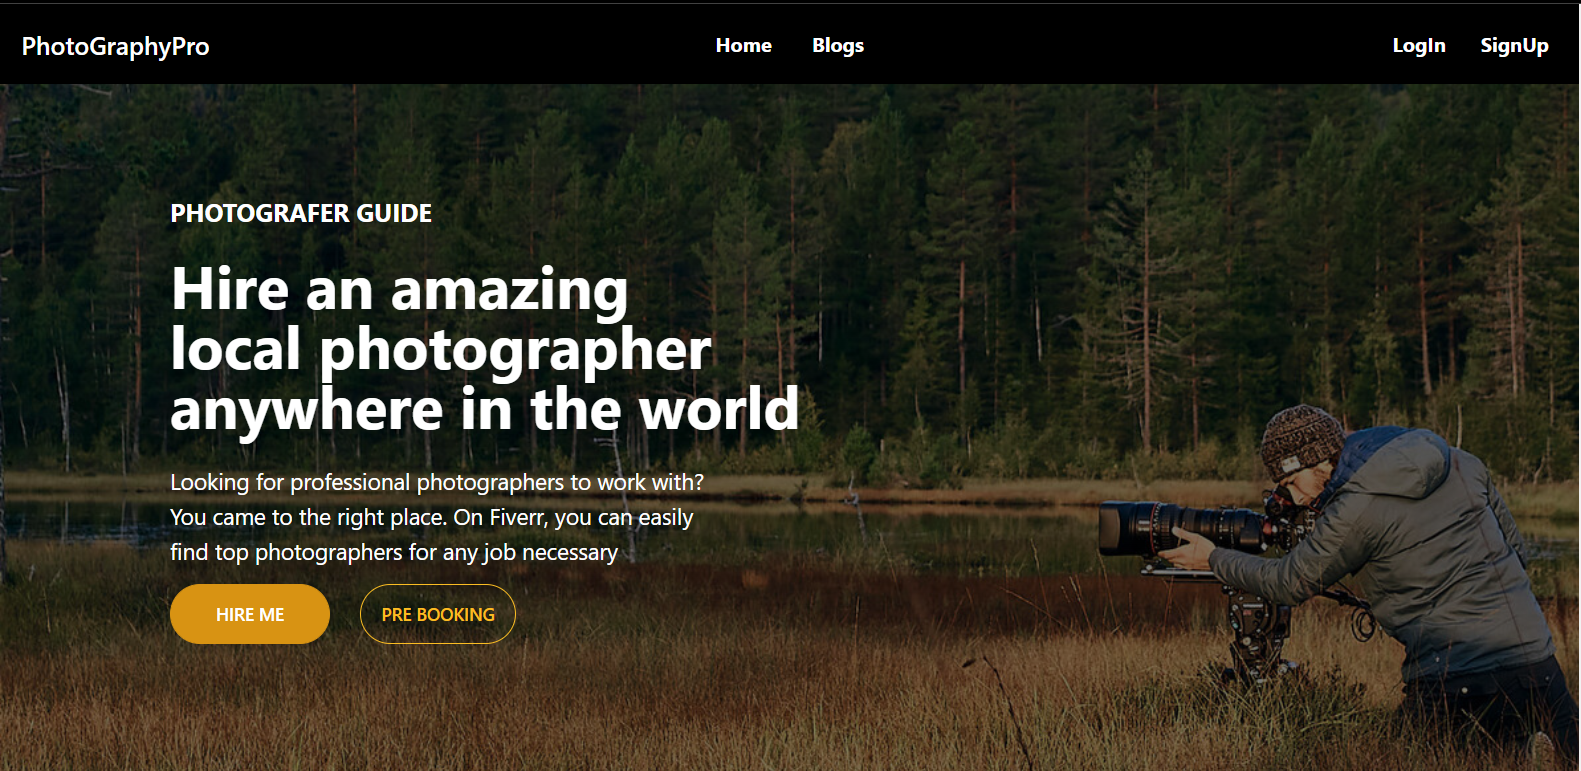 PhotoGraphyPro
Home Blogs
LogIn SignUp
PHOTOGRAFER GUIDE
Hire an amazing
local photographer
anywhere in the world
Looking for professional photographers to work with?
You came to the right place. On Fiverr, you can easily
find top photographers for any job necessary
HIRE ME
PRE BOOKING